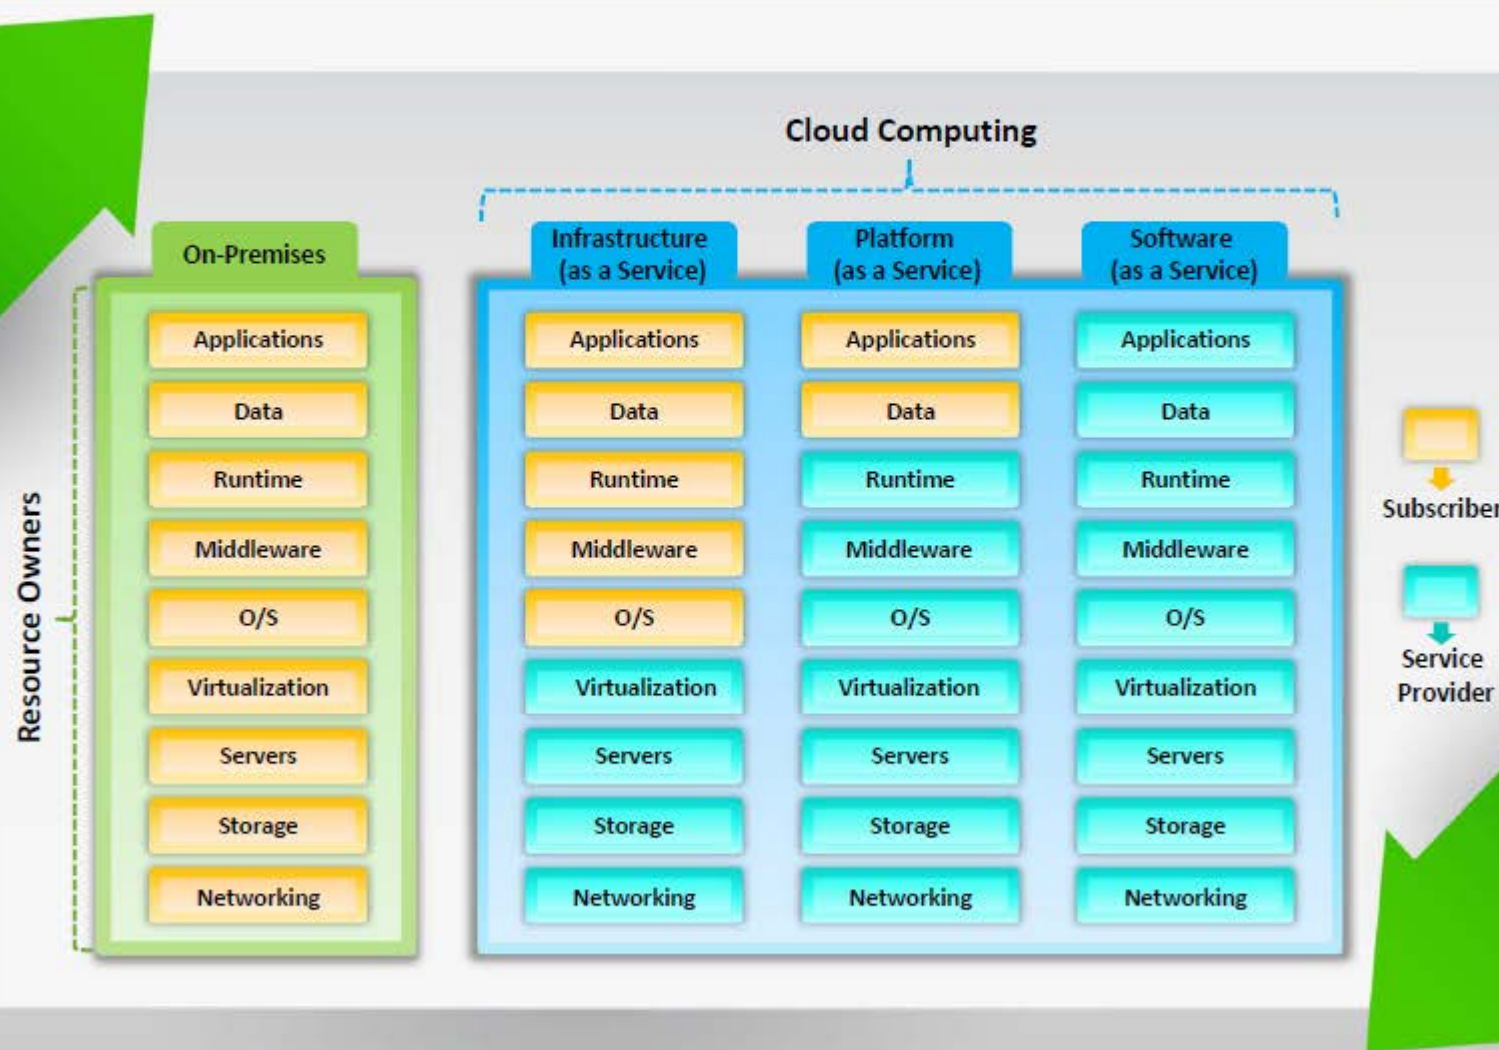 Cloud Computing
On-Premises
Infrastructure
(as a Service)
Platform
(as a Service)
Software
(as a Service)
Resource Owners
Applications
Data
Runtime
Middleware
O/S
Virtualization
Servers
Storage
Networking
Applications
Data
Runtime
Middleware
O/S
Virtualization
Servers
Storage
Networking
Applications
Data
Runtime
Middleware
O/S
Virtualization
Servers
Storage
Networking
Applications
Data
Runtime
Middleware
O/S
Virtualization
Servers
Storage
Networking
Subscriber
Service
Provider